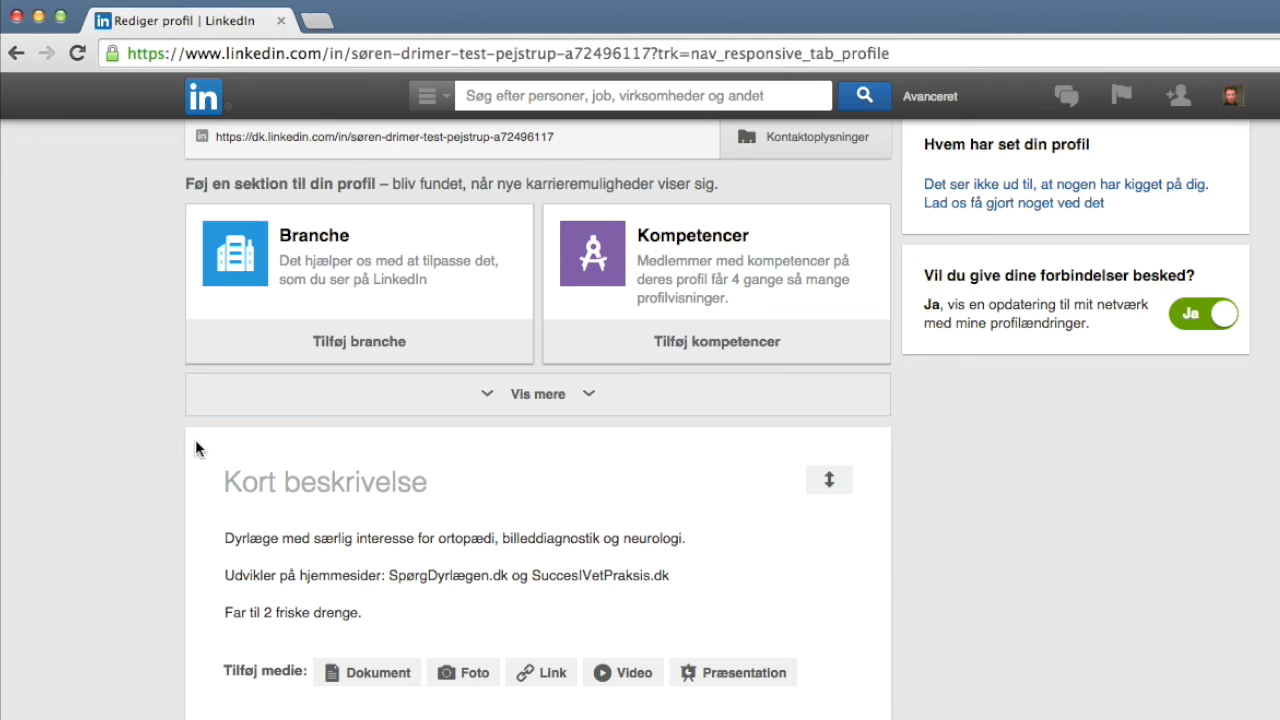 Rediger profil | LinkedIn
https://www.linkedin.com/in/søren-drimer-test-pejstrup-a72496117?trk=nav_responsive_tab_profile
in
Søg efter personer, job, virksomheder og andet
Avanceret
https://dk.linkedin.com/in/søren-drimer-test-pejstrup-a72496117
Kontaktoplysninger
Føj en sektion til din profil – bliv fundet, når nye karrieremuligheder viser sig.
Branche
Det hjælper os med at tilpasse det,
som du ser på LinkedIn
Tilføj branche
Kompetencer
Medlemmer med kompetencer på
deres profil får 4 gange så mange
profilvisninger.
Tilføj kompetencer
Vis mere
Kort beskrivelse
Dyrlæge med særlig interesse for ortopædi, billeddiagnostik og neurologi.
Udvikler på hjemmesider: SpørgDyrlægen.dk og SuccesIVetPraksis.dk
Far til 2 friske drenge.
Tilføj medie:
Dokument
Foto
Link
Video
Præsentation
Hvem har set din profil
Det ser ikke ud til, at nogen har kigget på dig.
Lad os få gjort noget ved det
Vil du give dine forbindelser besked?
Ja, vis en opdatering til mit netværk
med mine profilændringer.
Ja